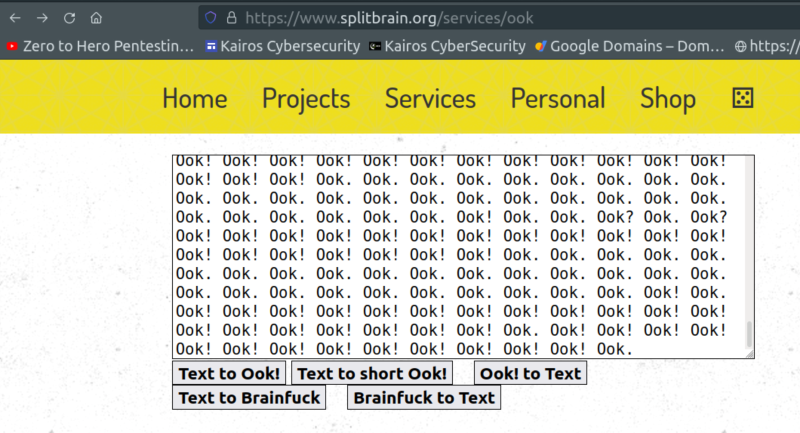 https://www.splitbrain.org/services/ook
Zero to Hero Pentestin… Kairos Cybersecurity Kairos CyberSecurity Google Domains – Dom… https://
Home Projects Services Personal Shop
Ook! Ook! Ook! Ook! Ook! Ook! Ook! Ook! Ook! Ook! Ook! Ook!
Ook! Ook! Ook! Ook. Ook. Ook. Ook. Ook. Ook. Ook. Ook. Ook.
Ook. Ook. Ook. Ook. Ook. Ook. Ook. Ook. Ook. Ook. Ook. Ook.
Ook. Ook. Ook. Ook. Ook. Ook. Ook! Ook. Ook. Ook? Ook. Ook?
Ook! Ook! Ook! Ook! Ook! Ook! Ook! Ook! Ook! Ook! Ook! Ook!
Ook! Ook. Ook. Ook. Ook. Ook. Ook. Ook. Ook. Ook. Ook. Ook.
Ook. Ook. Ook. Ook. Ook. Ook. Ook. Ook. Ook. Ook. Ook. Ook.
Ook. Ook. Ook. Ook. Ook. Ook. Ook. Ook. Ook. Ook. Ook! Ook.
Ook! Ook! Ook! Ook! Ook! Ook! Ook! Ook! Ook! Ook! Ook! Ook!
Ook! Ook! Ook! Ook! Ook! Ook! Ook! Ook. Ook! Ook! Ook! Ook!
Ook! Ook! Ook! Ook! Ook! Ook! Ook! Ook! Ook! Ook.
Text to Ook! Text to short Ook! Ook! to Text
Text to Brainfuck Brainfuck to Text